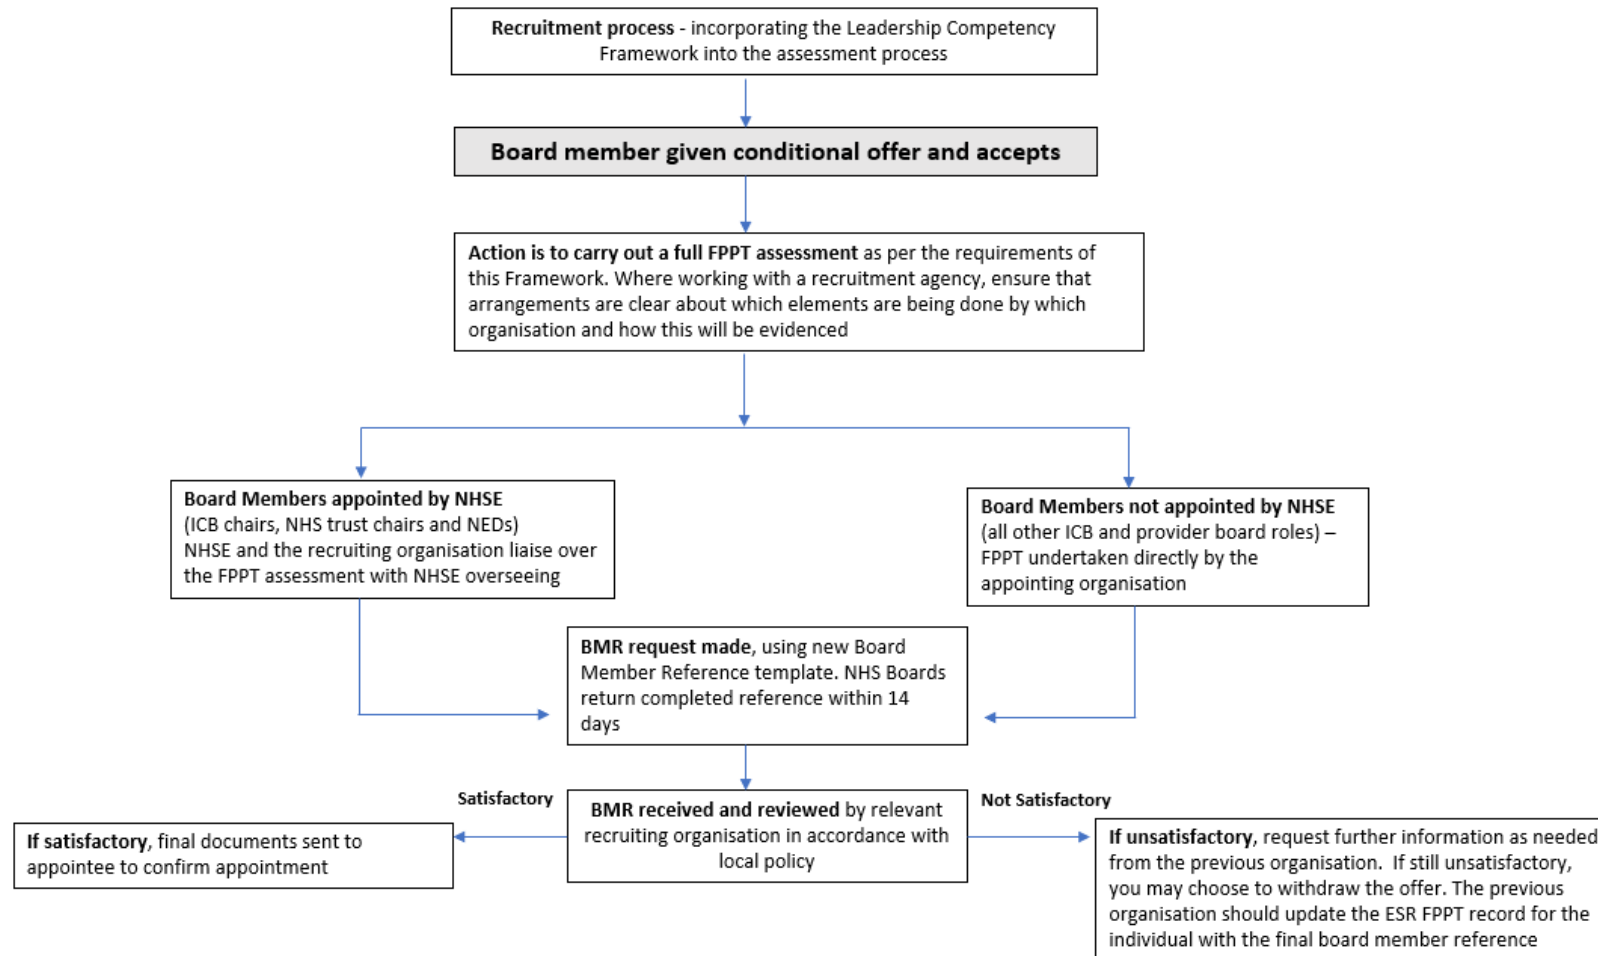 Recruitment process - incorporating the Leadership Competency
Framework into the assessment process
Board member given conditional offer and accepts
Action is to carry out a full FPPT assessment as per the requirements of
this Framework. Where working with a recruitment agency, ensure that
arrangements are clear about which elements are being done by which
organisation and how this will be evidenced
Board Members appointed by NHSE
(ICB chairs, NHS trust chairs and NEDs)
NHSE and the recruiting organisation liaise over
the FPPT assessment with NHSE overseeing
Board Members not appointed by NHSE
(all other ICB and provider board roles) –
FPPT undertaken directly by the
appointing organisation
BMR request made, using new Board
Member Reference template. NHS Boards
return completed reference within 14
days
Satisfactory
BMR received and reviewed by relevant
recruiting organisation in accordance with
local policy
Not Satisfactory
If satisfactory, final documents sent to
appointee to confirm appointment
If unsatisfactory, request further information as needed
from the previous organisation.  If still unsatisfactory,
you may choose to withdraw the offer. The previous
organisation should update the ESR FPPT record for the
individual with the final board member reference